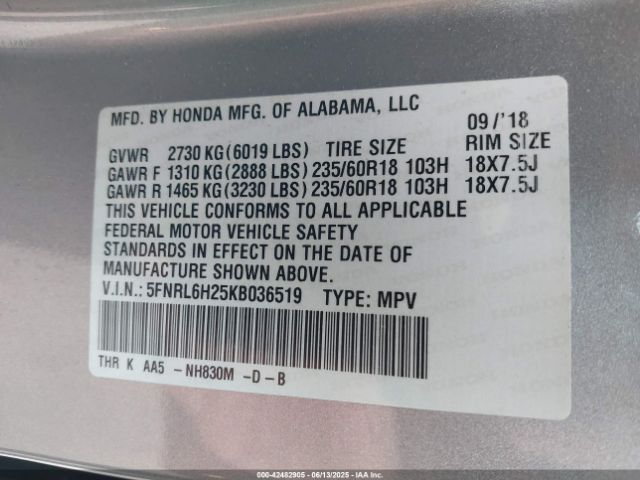 MFD. BY HONDA MFG. OF ALABAMA, LLC 09/'18
GVWR 2730 KG(6019 LBS) TIRE SIZE RIM SIZE
GAWR F 1310 KG(2888 LBS) 235/60R18 103H 18X7.5J
GAWR R 1465 KG(3230 LBS) 235/60R18 103H 18X7.5J
THIS VEHICLE CONFORMS TO ALL APPLICABLE
FEDERAL MOTOR VEHICLE SAFETY
STANDARDS IN EFFECT ON THE DATE OF
MANUFACTURE SHOWN ABOVE.
V.I.N.: 5FNRL6H25KB036519 TYPE: MPV
THR K AA5 - NH830M -D-B
000-42482905 - 06/13/2025 - IAA Inc.